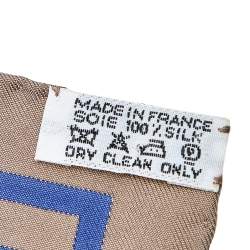 MADE IN FRANCE
SOIE 100% SILK
DRY CLEAN ONLY